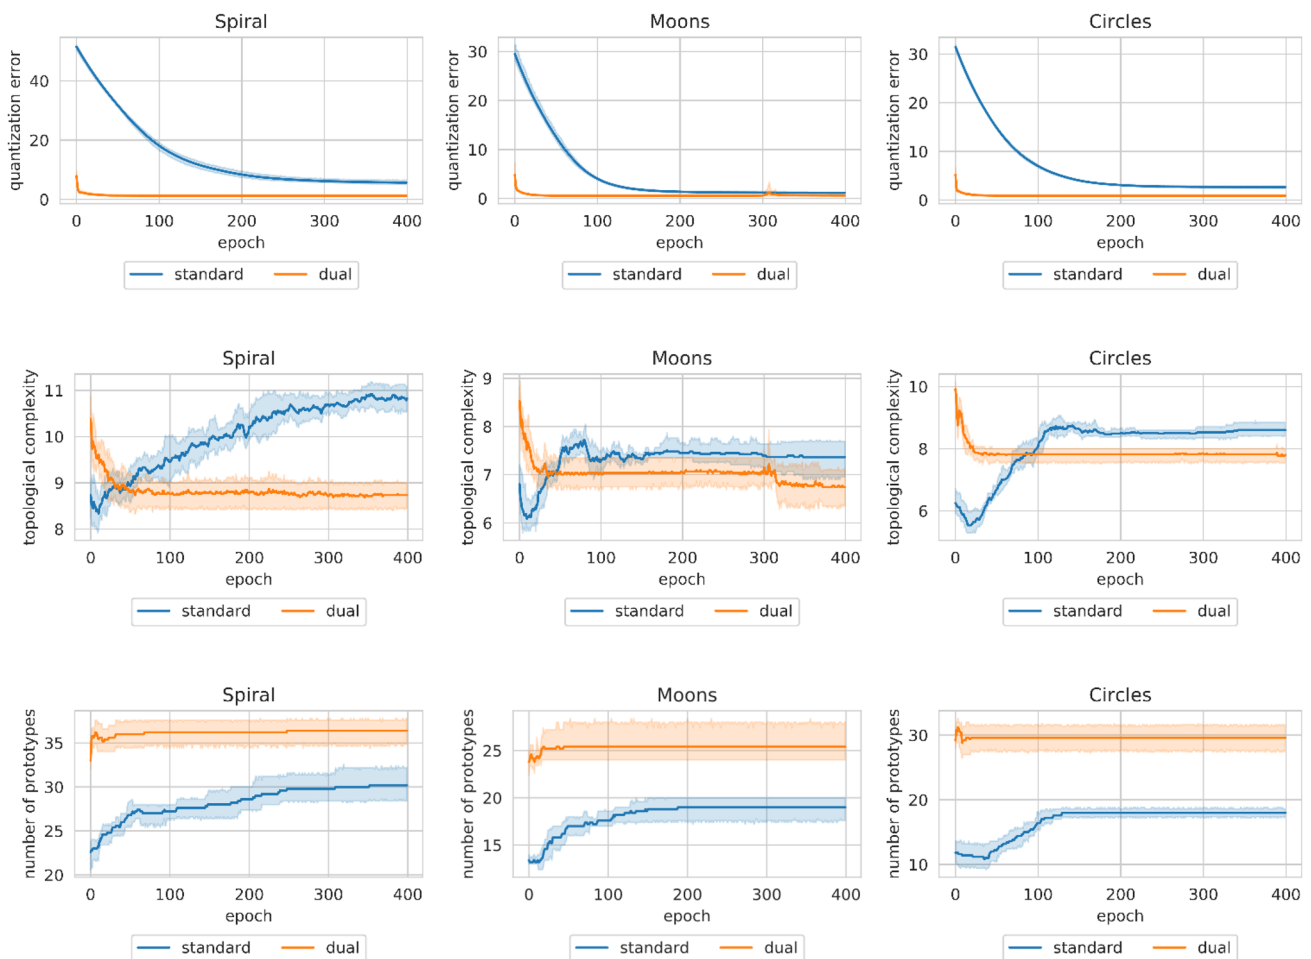 Spiral
Moons
Circles
quantization error
40
20
0
0 100 200 300 400
epoch
standard dual
quantization error
30
20
10
0
0 100 200 300 400
epoch
standard dual
quantization error
30
20
10
0
0 100 200 300 400
epoch
standard dual
Spiral
Moons
Circles
topological complexity
11
10
9
8
0 100 200 300 400
epoch
standard dual
topological complexity
9
8
7
6
0 100 200 300 400
epoch
standard dual
topological complexity
10
8
6
0 100 200 300 400
epoch
standard dual
Spiral
Moons
Circles
number of prototypes
35
30
25
20
0 100 200 300 400
epoch
standard dual
number of prototypes
25
20
15
0 100 200 300 400
epoch
standard dual
number of prototypes
30
20
10
0 100 200 300 400
epoch
standard dual